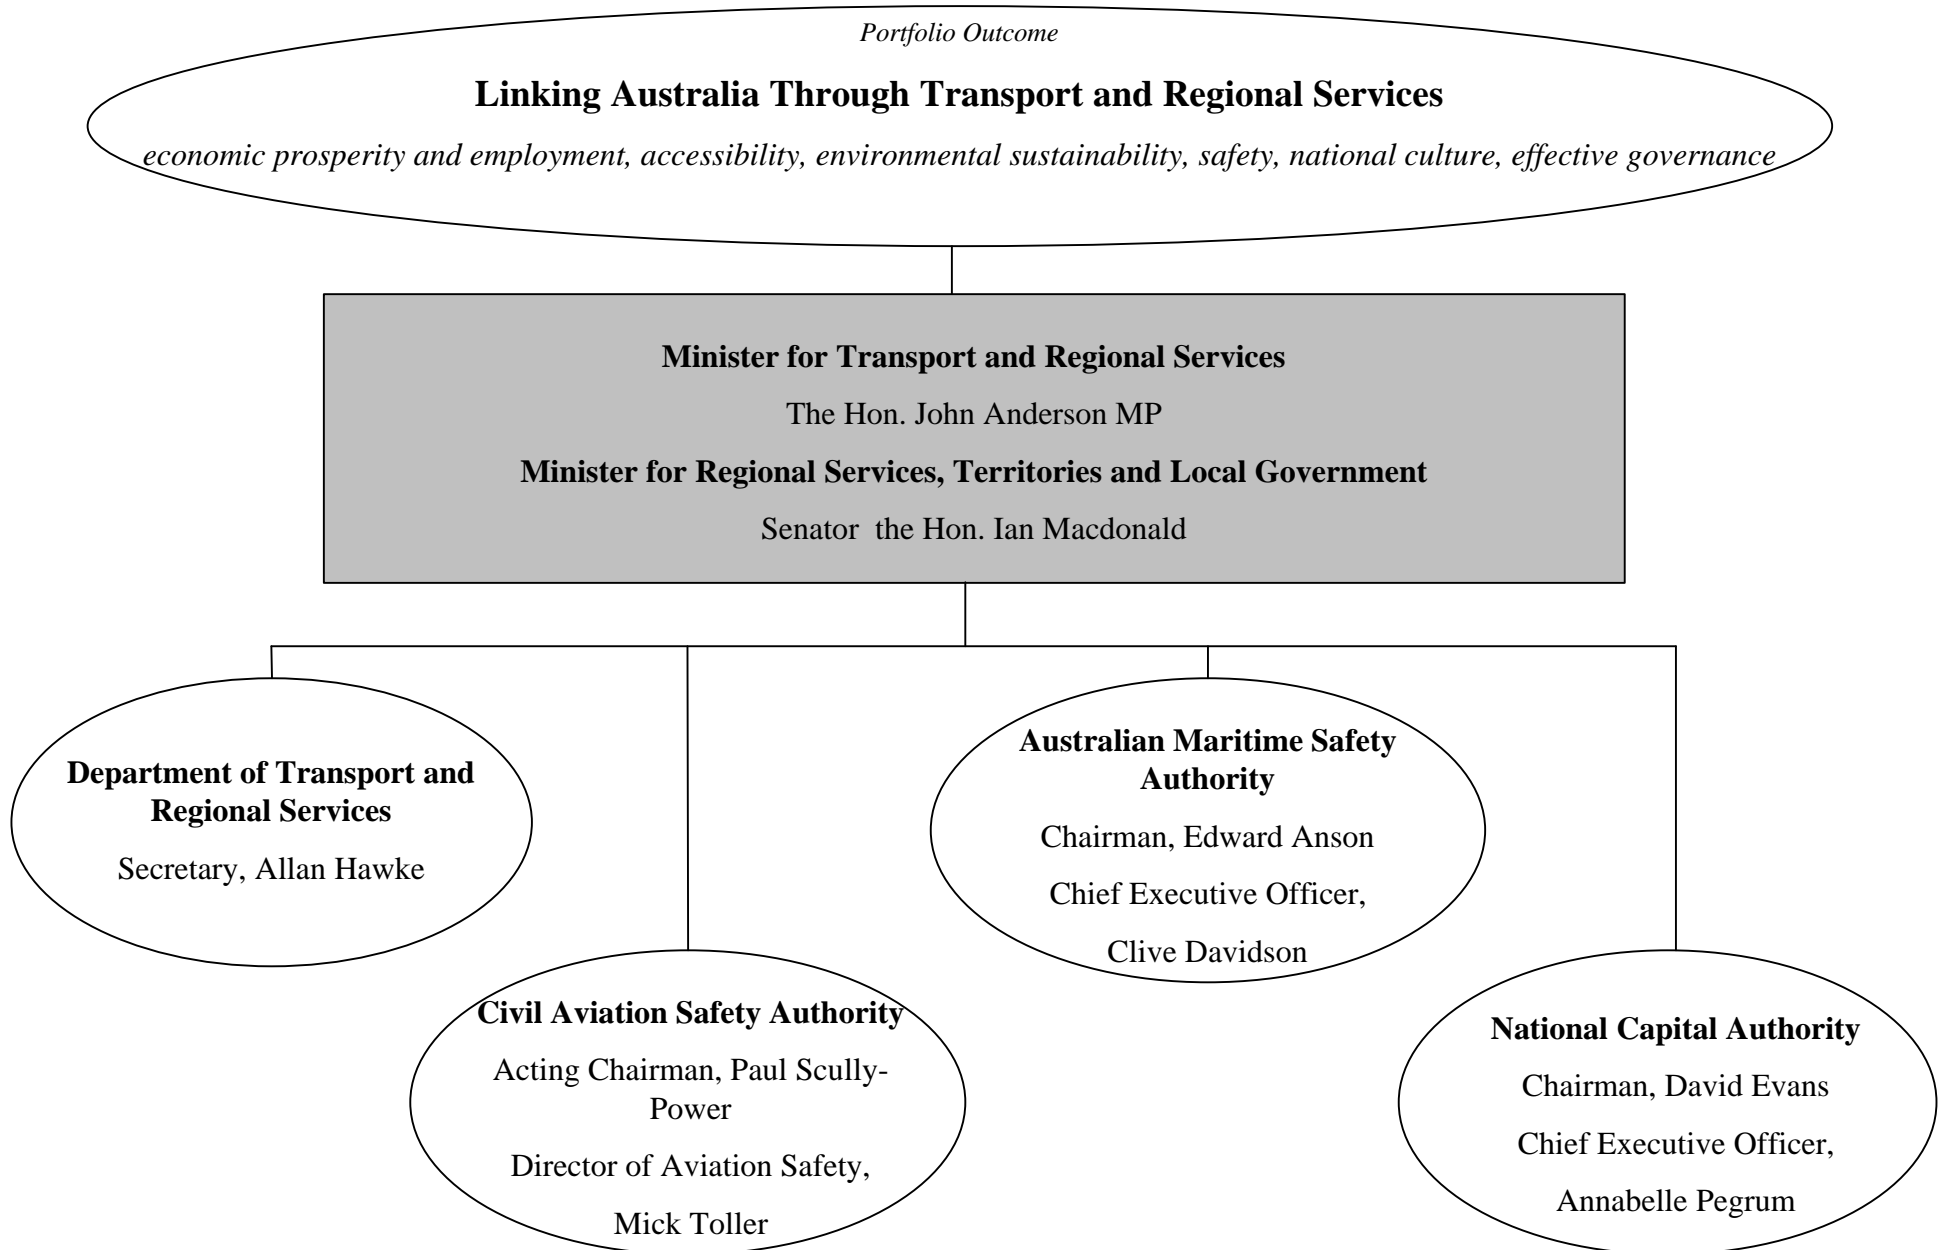 Portfolio Outcome
Linking Australia Through Transport and Regional Services
economic prosperity and employment, accessibility, environmental sustainability, safety, national culture, effective governance
Minister for Transport and Regional Services
The Hon. John Anderson MP
Minister for Regional Services, Territories and Local Government
Senator  the Hon. Ian Macdonald
Department of Transport and
Regional Services
Secretary, Allan Hawke
Civil Aviation Safety Authority
Acting Chairman, Paul Scully-
Power
Director of Aviation Safety,
Mick Toller
Australian Maritime Safety
Authority
Chairman, Edward Anson
Chief Executive Officer,
Clive Davidson
National Capital Authority
Chairman, David Evans
Chief Executive Officer,
Annabelle Pegrum